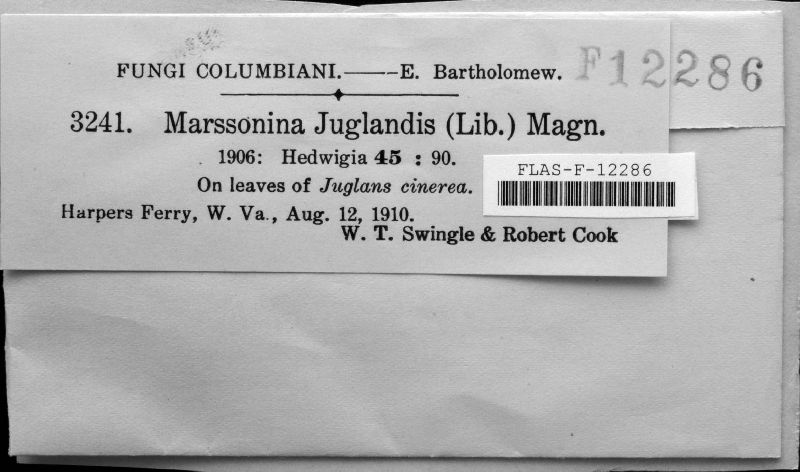 FUNGI COLUMBIANI.——E. Bartholomew.
F12286
3241. Marssonina Juglandis (Lib.) Magn.
1906: Hedwigia 45 : 90.
On leaves of Juglans cinerea.
FLAS-F-12286
Harpers Ferry, W. Va., Aug. 12, 1910.
W. T. Swingle & Robert Cook